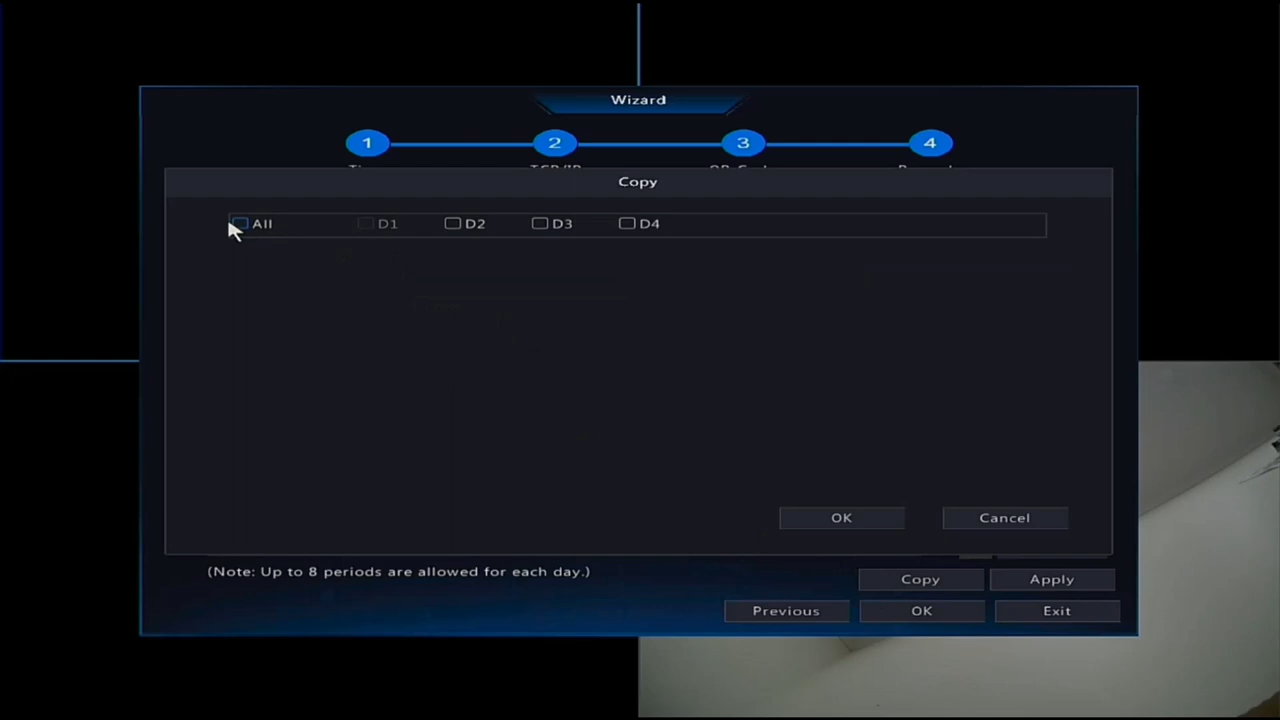 Wizard
1 2 3 4
Copy
All D1 D2 D3 D4
OK Cancel
(Note: Up to 8 periods are allowed for each day.)
Copy Apply
Previous OK Exit